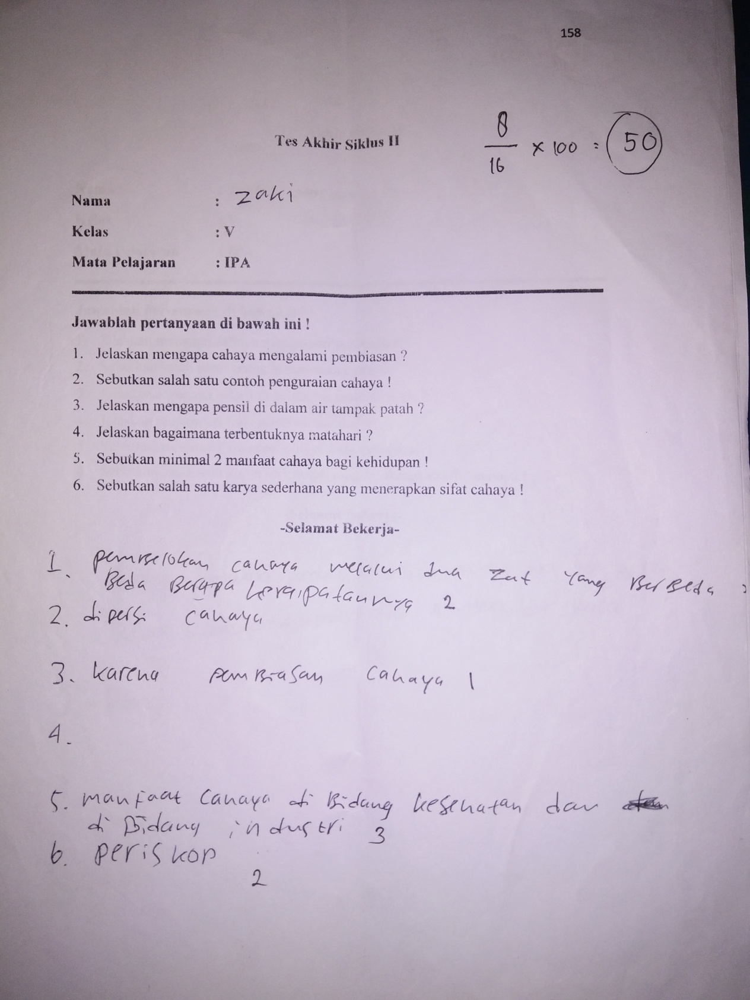 158
Tes Akhir Siklus II
8
16
x 100 = 50
Nama : zaki
Kelas : V
Mata Pelajaran : IPA
Jawablah pertanyaan di bawah ini !
1. Jelaskan mengapa cahaya mengalami pembiasan ?
2. Sebutkan salah satu contoh penguraian cahaya !
3. Jelaskan mengapa pensil di dalam air tampak patah ?
4. Jelaskan bagaimana terbentuknya matahari ?
5. Sebutkan minimal 2 manfaat cahaya bagi kehidupan !
6. Sebutkan salah satu karya sederhana yang menerapkan sifat cahaya !
-Selamat Bekerja-
1. pembelokan cahaya melalui dua zat yang BerBeda
Beda Berapa 2
2. dipersi cahaya
3. karena pemBiasan cahaya 1
4.
5. manfaat cahaya di Bidang kesehatan dan
di Bidang industri 3
6. periskop
2